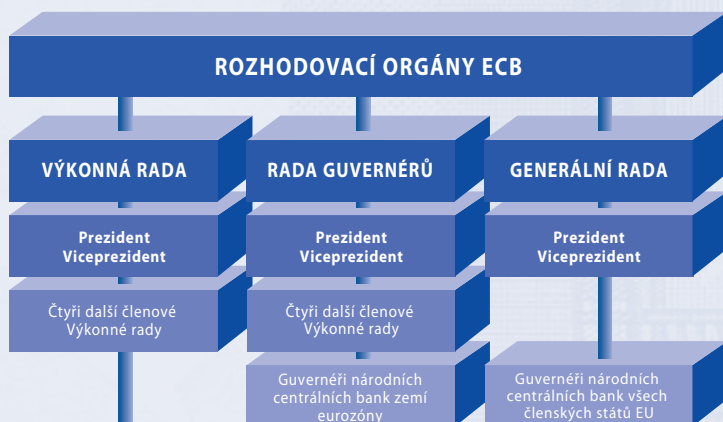 ROZHODOVACÍ ORGÁNY ECB
VÝKONNÁ RADA
Prezident
Viceprezident
Čtyři další členové
Výkonné rady
RADA GUVERNÉRŮ
Prezident
Viceprezident
Čtyři další členové
Výkonné rady
Guvernéři národních
centrálních bank zemí
eurozóny
GENERÁLNÍ RADA
Prezident
Viceprezident
Guvernéři národních
centrálních bank všech
členských států EU